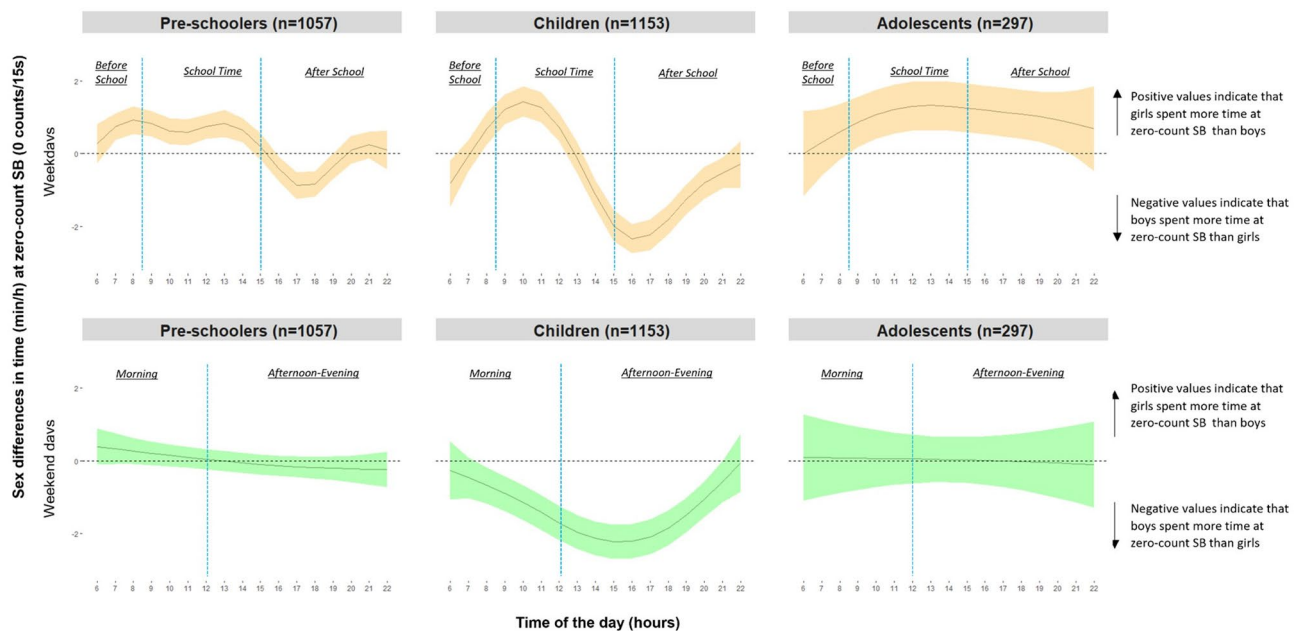 Sex differences in time (min/h) at zero-count SB (0 counts/15s)
Weekdays
Pre-schoolers (n=1057)
Children (n=1153)
Adolescents (n=297)
Before
School
School Time
After School
Before
School
School Time
After School
Before
School
School Time
After School
2
0
-2
6 7 8 9 10 11 12 13 14 15 16 17 18 19 20 21 22
6 7 8 9 10 11 12 13 14 15 16 17 18 19 20 21 22
6 7 8 9 10 11 12 13 14 15 16 17 18 19 20 21 22
Positive values indicate that
girls spent more time at
zero-count SB than boys
Negative values indicate that
boys spent more time at
zero-count SB than girls
Weekend days
Pre-schoolers (n=1057)
Children (n=1153)
Adolescents (n=297)
Morning
Afternoon-Evening
Morning
Afternoon-Evening
Morning
Afternoon-Evening
2
0
-2
6 7 8 9 10 11 12 13 14 15 16 17 18 19 20 21 22
6 7 8 9 10 11 12 13 14 15 16 17 18 19 20 21 22
6 7 8 9 10 11 12 13 14 15 16 17 18 19 20 21 22
Positive values indicate that
girls spent more time at
zero-count SB than boys
Negative values indicate that
boys spent more time at
zero-count SB than girls
Time of the day (hours)